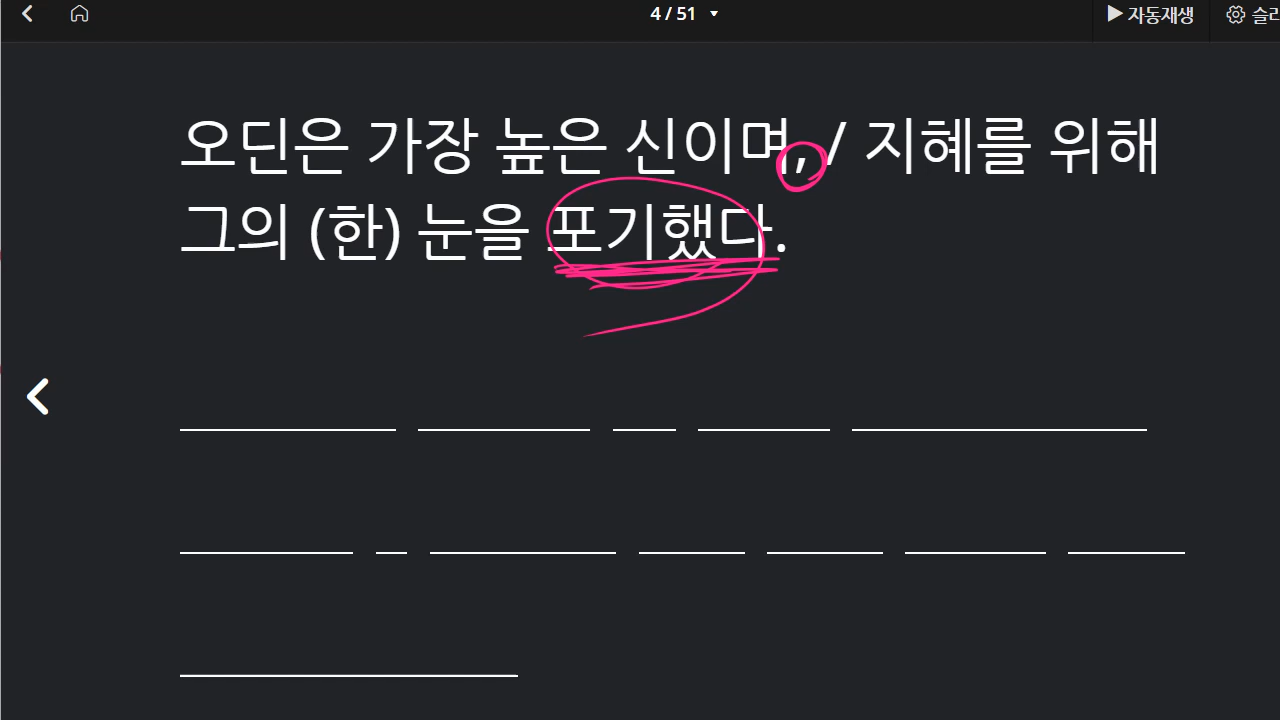 4 / 51
자동재생
오딘은 가장 높은 신이며, / 지혜를 위해
그의 (한) 눈을 포기했다.